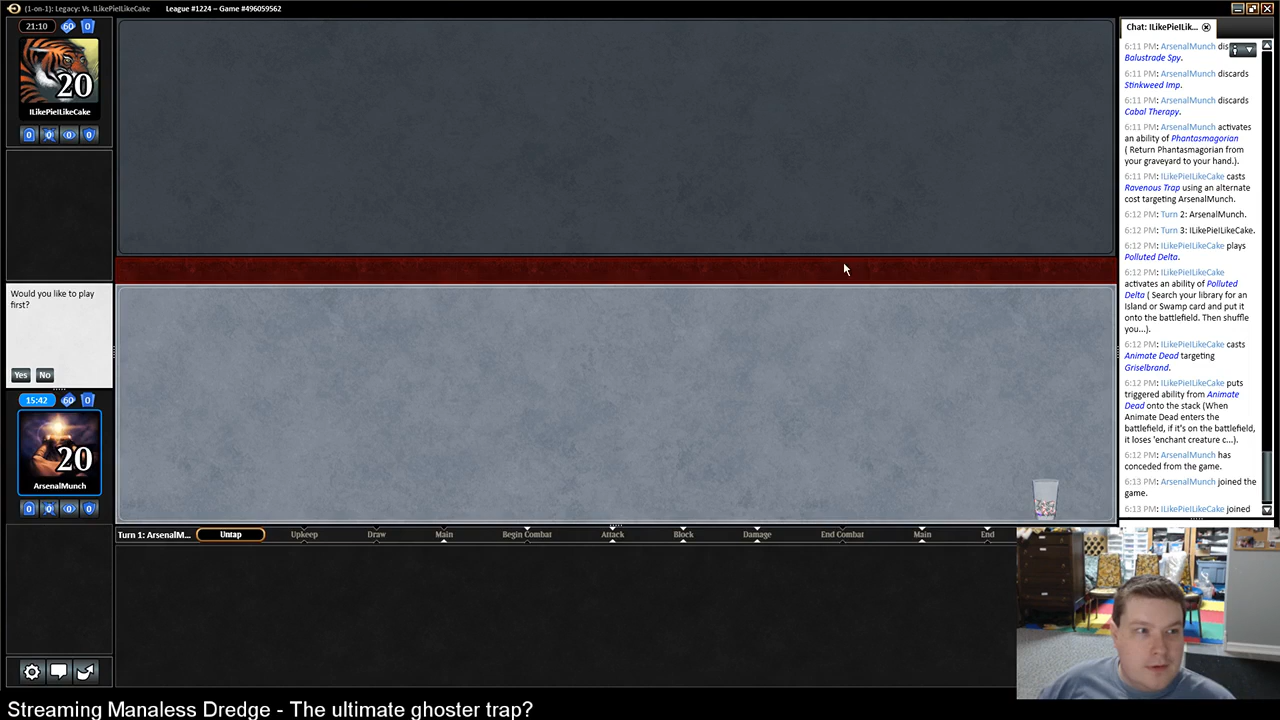 (1-on-1): Legacy: Vs. ILikePieILikeCake League #1224 – Game #496059562
21:10 60 0
20
ILikePieILikeCake
0 0 0 0
Would you like to play
first?
Yes No
15:42 60 0
20
ArsenalMunch
0 0 0 0
Turn 1: ArsenalM... Untap Upkeep Draw Main Begin Combat Attack Block Damage End Combat Main End
Chat: ILikePieILik...
6:11 PM: ArsenalMunch dis
Balustrade Spy.
6:11 PM: ArsenalMunch discards
Stinkweed Imp.
6:11 PM: ArsenalMunch discards
Cabal Therapy.
6:11 PM: ArsenalMunch activates
an ability of Phantasmagorian
( Return Phantasmagorian from
your graveyard to your hand.).
6:11 PM: ILikePieILikeCake casts
Ravenous Trap using an alternate
cost targeting ArsenalMunch.
6:12 PM: Turn 2: ArsenalMunch.
6:12 PM: Turn 3: ILikePieILikeCake.
6:12 PM: ILikePieILikeCake plays
Polluted Delta.
6:12 PM: ILikePieILikeCake
activates an ability of Polluted
Delta ( Search your library for an
Island or Swamp card and put it
onto the battlefield. Then shuffle
you...).
6:12 PM: ILikePieILikeCake casts
Animate Dead targeting
Griselbrand.
6:12 PM: ILikePieILikeCake puts
triggered ability from Animate
Dead onto the stack (When
Animate Dead enters the
battlefield, if it's on the battlefield,
it loses 'enchant creature c...).
6:12 PM: ArsenalMunch has
conceded from the game.
6:13 PM: ArsenalMunch joined the
game.
6:13 PM: ILikePieILikeCake joined
Streaming Manaless Dredge - The ultimate ghoster trap?